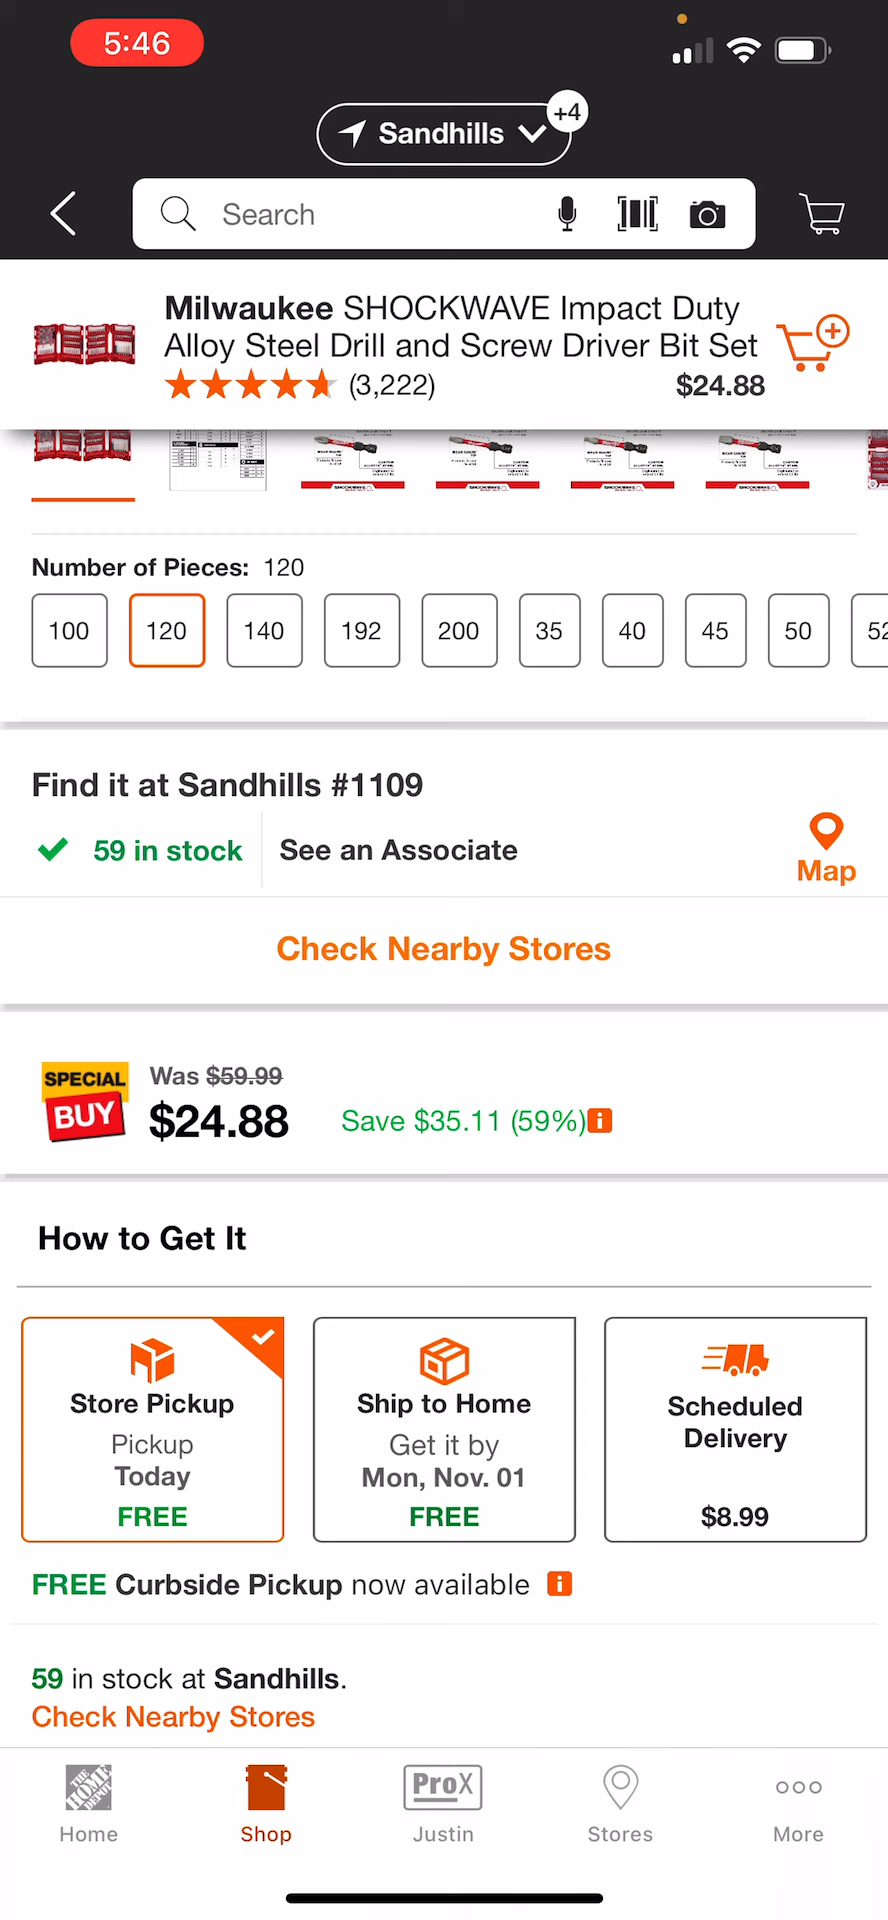 5:46
Sandhills
+4
Search
Milwaukee SHOCKWAVE Impact Duty
Alloy Steel Drill and Screw Driver Bit Set
(3,222)
$24.88
Number of Pieces: 120
100
120
140
192
200
35
40
45
50
52
Find it at Sandhills #1109
59 in stock
See an Associate
Map
Check Nearby Stores
SPECIAL
BUY
Was $59.99
$24.88
Save $35.11 (59%)
How to Get It
Store Pickup
Pickup
Today
FREE
Ship to Home
Get it by
Mon, Nov. 01
FREE
Scheduled
Delivery
$8.99
FREE Curbside Pickup now available
59 in stock at Sandhills.
Check Nearby Stores
THE
HOME
DEPOT
ProX
Home
Shop
Justin
Stores
More